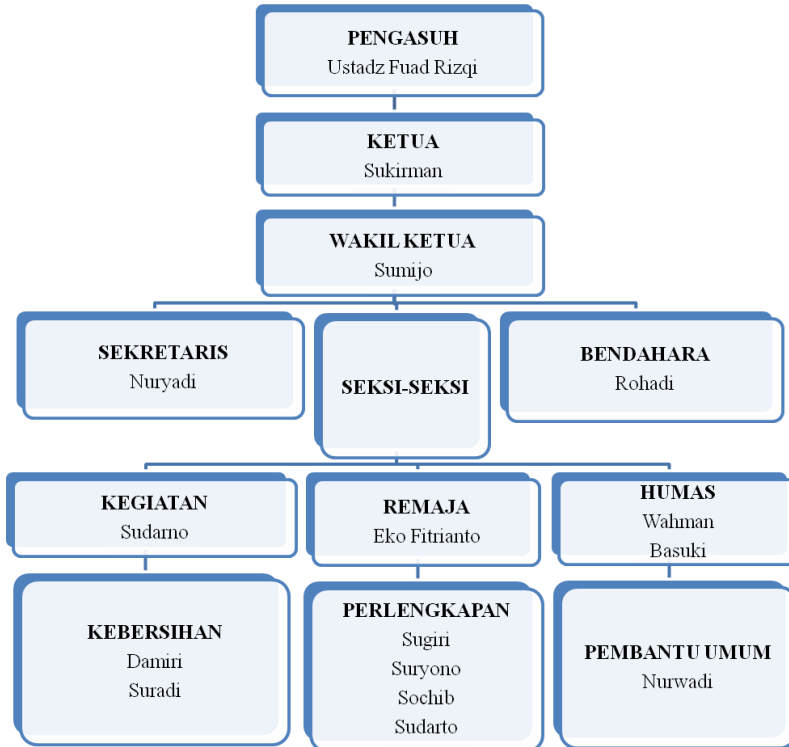 PENGASUH
Ustadz Fuad Rizqi
KETUA
Sukirman
WAKIL KETUA
Sumijo
SEKRETARIS
Nuryadi
SEKSI-SEKSI
BENDAHARA
Rohadi
KEGIATAN
Sudarno
REMAJA
Eko Fitrianto
HUMAS
Wahman
Basuki
KEBERSIHAN
Damiri
Suradi
PERLENGKAPAN
Sugiri
Suryono
Sochib
Sudarto
PEMBANTU UMUM
Nurwadi